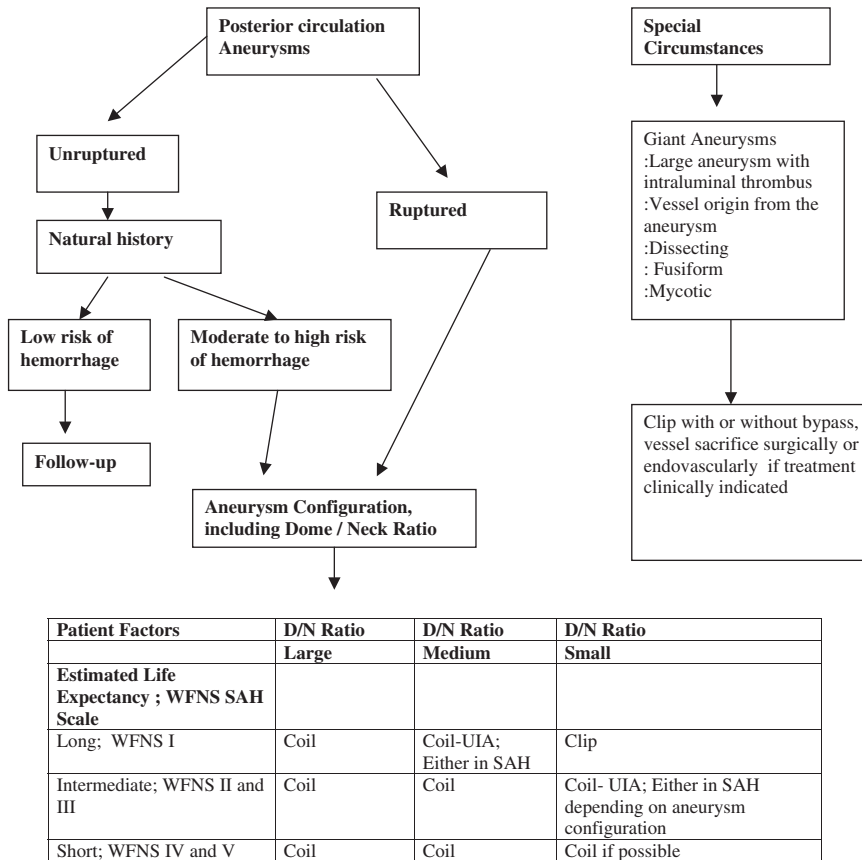 Posterior circulation
Aneurysms
Special
Circumstances
Unruptured
Ruptured
Natural history
Low risk of
hemorrhage
Moderate to high risk
of hemorrhage
Follow-up
Aneurysm Configuration,
including Dome / Neck Ratio
Giant Aneurysms
:Large aneurysm with
intraluminal thrombus
:Vessel origin from the
aneurysm
:Dissecting
: Fusiform
:Mycotic
Clip with or without bypass,
vessel sacrifice surgically or
endovascularly if treatment
clinically indicated
Patient Factors D/N Ratio D/N Ratio D/N Ratio
Large Medium Small
Estimated Life
Expectancy ; WFNS SAH
Scale
Long; WFNS I Coil Coil-UIA; Clip
Either in SAH
Intermediate; WFNS II and Coil Coil Coil- UIA; Either in SAH
III depending on aneurysm
configuration
Short; WFNS IV and V Coil Coil Coil if possible